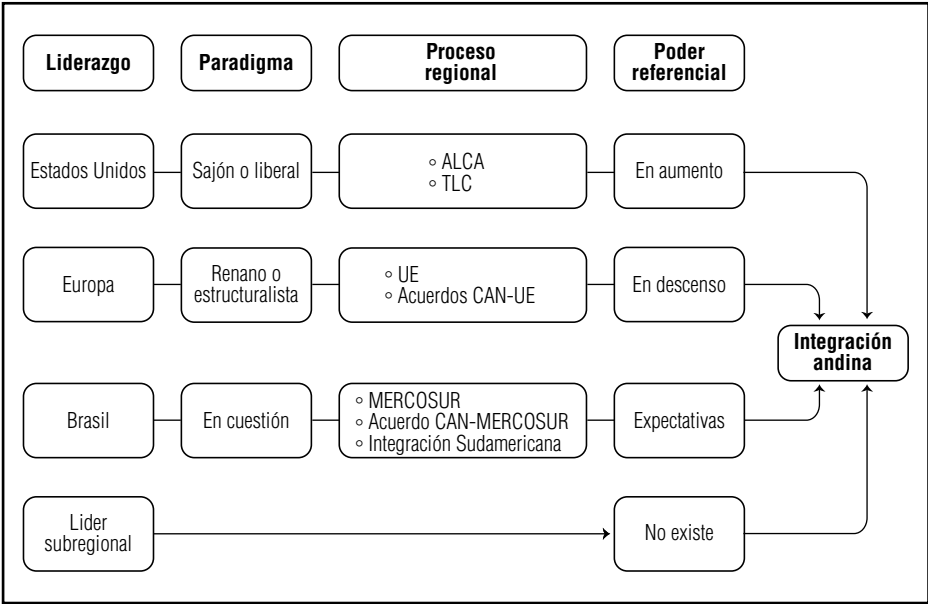 Liderazgo
Paradigma
Proceso
regional
Poder
referencial
Estados Unidos
Sajón o liberal
◦ ALCA
◦ TLC
En aumento
Europa
Renano o
estructuralista
◦ UE
◦ Acuerdos CAN-UE
En descenso
Integración
andina
Brasil
En cuestión
◦ MERCOSUR
◦ Acuerdo CAN-MERCOSUR
◦ Integración Sudamericana
Expectativas
Lider
subregional
No existe